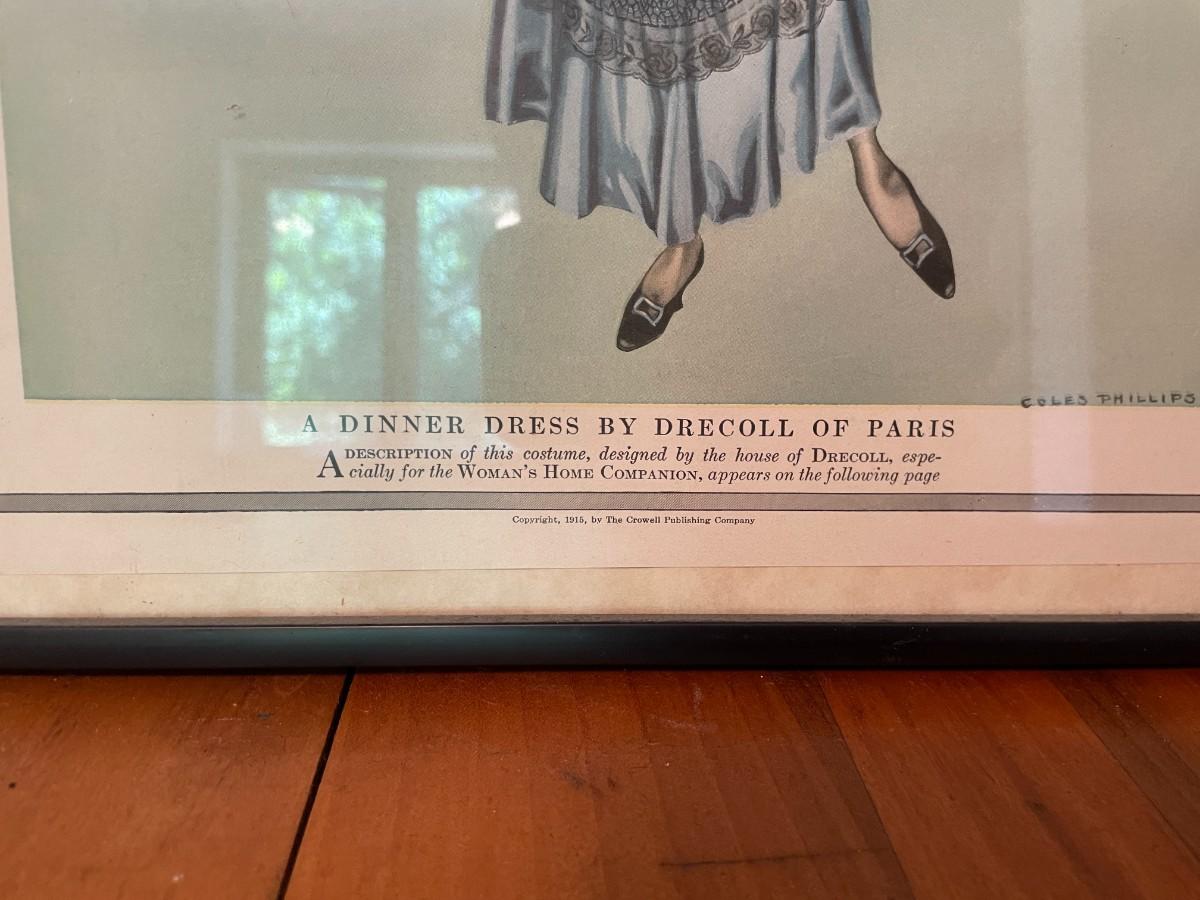 COLES PHILLIPS
A DINNER DRESS BY DRECOLL OF PARIS
A DESCRIPTION of this costume, designed by the house of DRECOLL, espe-
cially for the WOMAN'S HOME COMPANION, appears on the following page
Copyright, 1915, by The Crowell Publishing Company